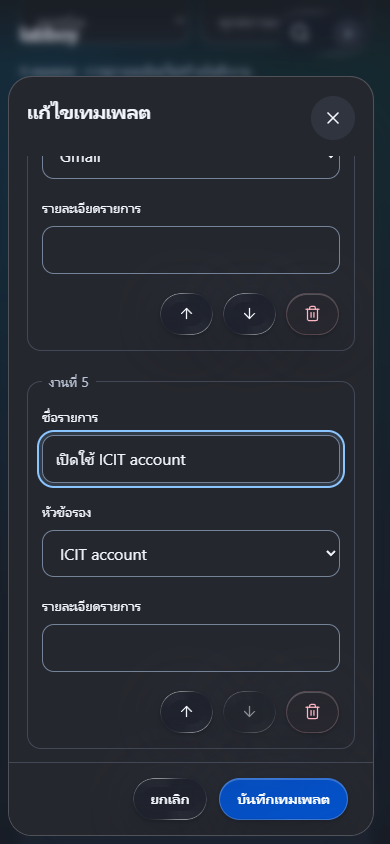 แก้ไขเทมเพลต
Gmail
รายละเอียดรายการ
งานที่ 5
ชื่อรายการ
เปิดใช้ ICIT account
หัวข้อรอง
ICIT account
รายละเอียดรายการ
ยกเลิก
บันทึกเทมเพลต